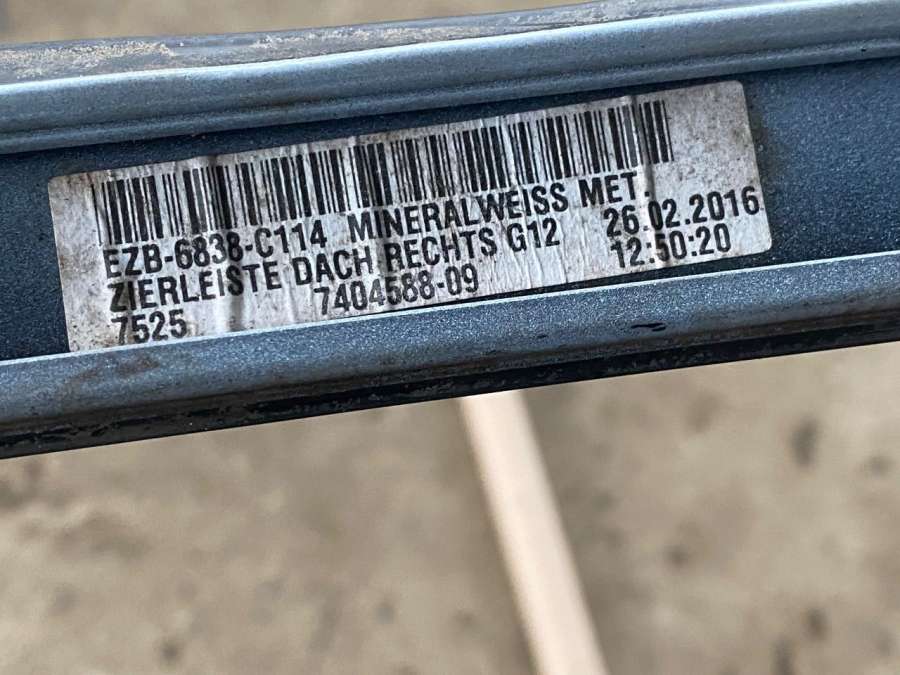 EZB-6838-C114 MINERALWEISS MET.
ZIERLEISTE DACH RECHTS G12 26.02.2016
7525 7404588-09 12:50:20